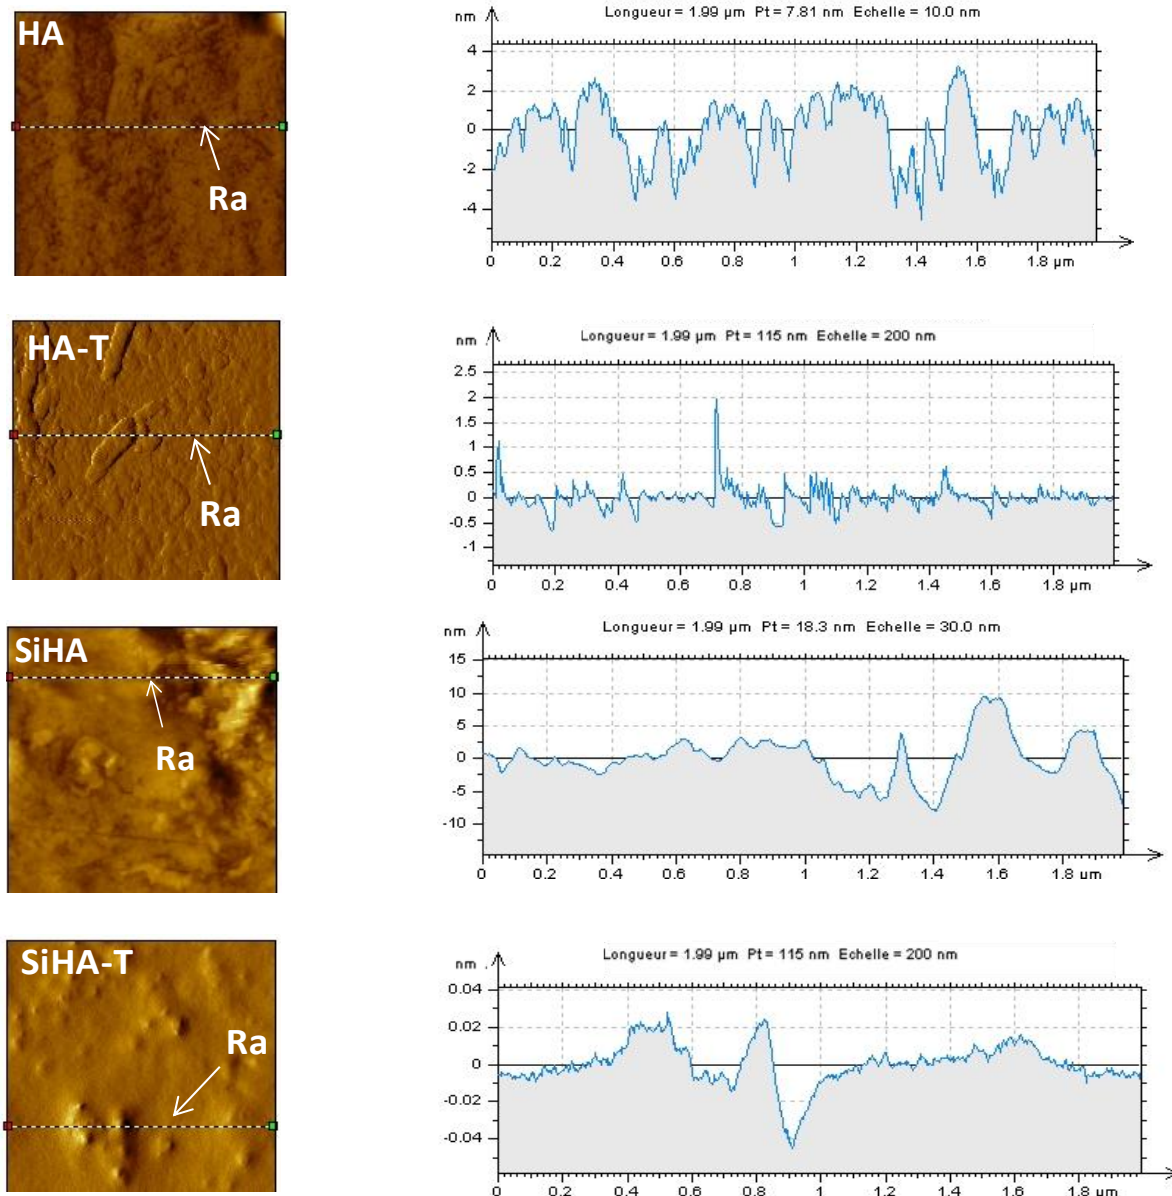 HA
Ra
Longueur = 1.99 µm Pt = 7.81 nm Echelle = 10.0 nm
nm
4
2
0
-2
-4
0 0.2 0.4 0.6 0.8 1 1.2 1.4 1.6 1.8 µm
HA-T
Ra
Longueur = 1.99 µm Pt = 115 nm Echelle = 200 nm
nm
2.5
2
1.5
1
0.5
0
-0.5
-1
0 0.2 0.4 0.6 0.8 1 1.2 1.4 1.6 1.8 µm
SiHA
Ra
Longueur = 1.99 µm Pt = 18.3 nm Echelle = 30.0 nm
nm
15
10
5
0
-5
-10
0 0.2 0.4 0.6 0.8 1 1.2 1.4 1.6 1.8 µm
SiHA-T
Ra
Longueur = 1.99 µm Pt = 115 nm Echelle = 200 nm
nm
0.04
0.02
0
-0.02
-0.04
0 0.2 0.4 0.6 0.8 1 1.2 1.4 1.6 1.8 µm